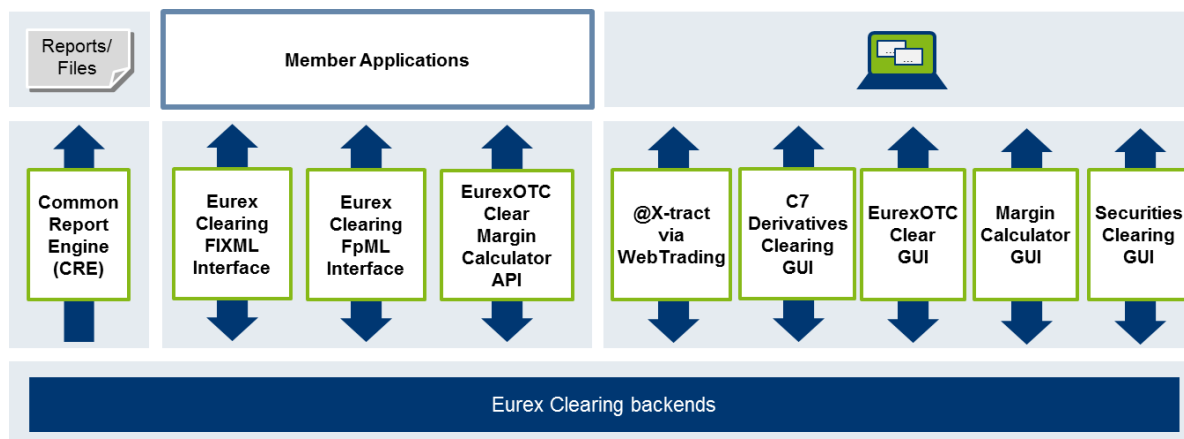 Reports/
Files
Member Applications
...
...
Common
Report
Engine
(CRE)
Eurex
Clearing
FIXML
Interface
Eurex
Clearing
FpML
Interface
EurexOTC
Clear
Margin
Calculator
API
@X-tract
via
WebTrading
C7
Derivatives
Clearing
GUI
EurexOTC
Clear
GUI
Margin
Calculator
GUI
Securities
Clearing
GUI
Eurex Clearing backends